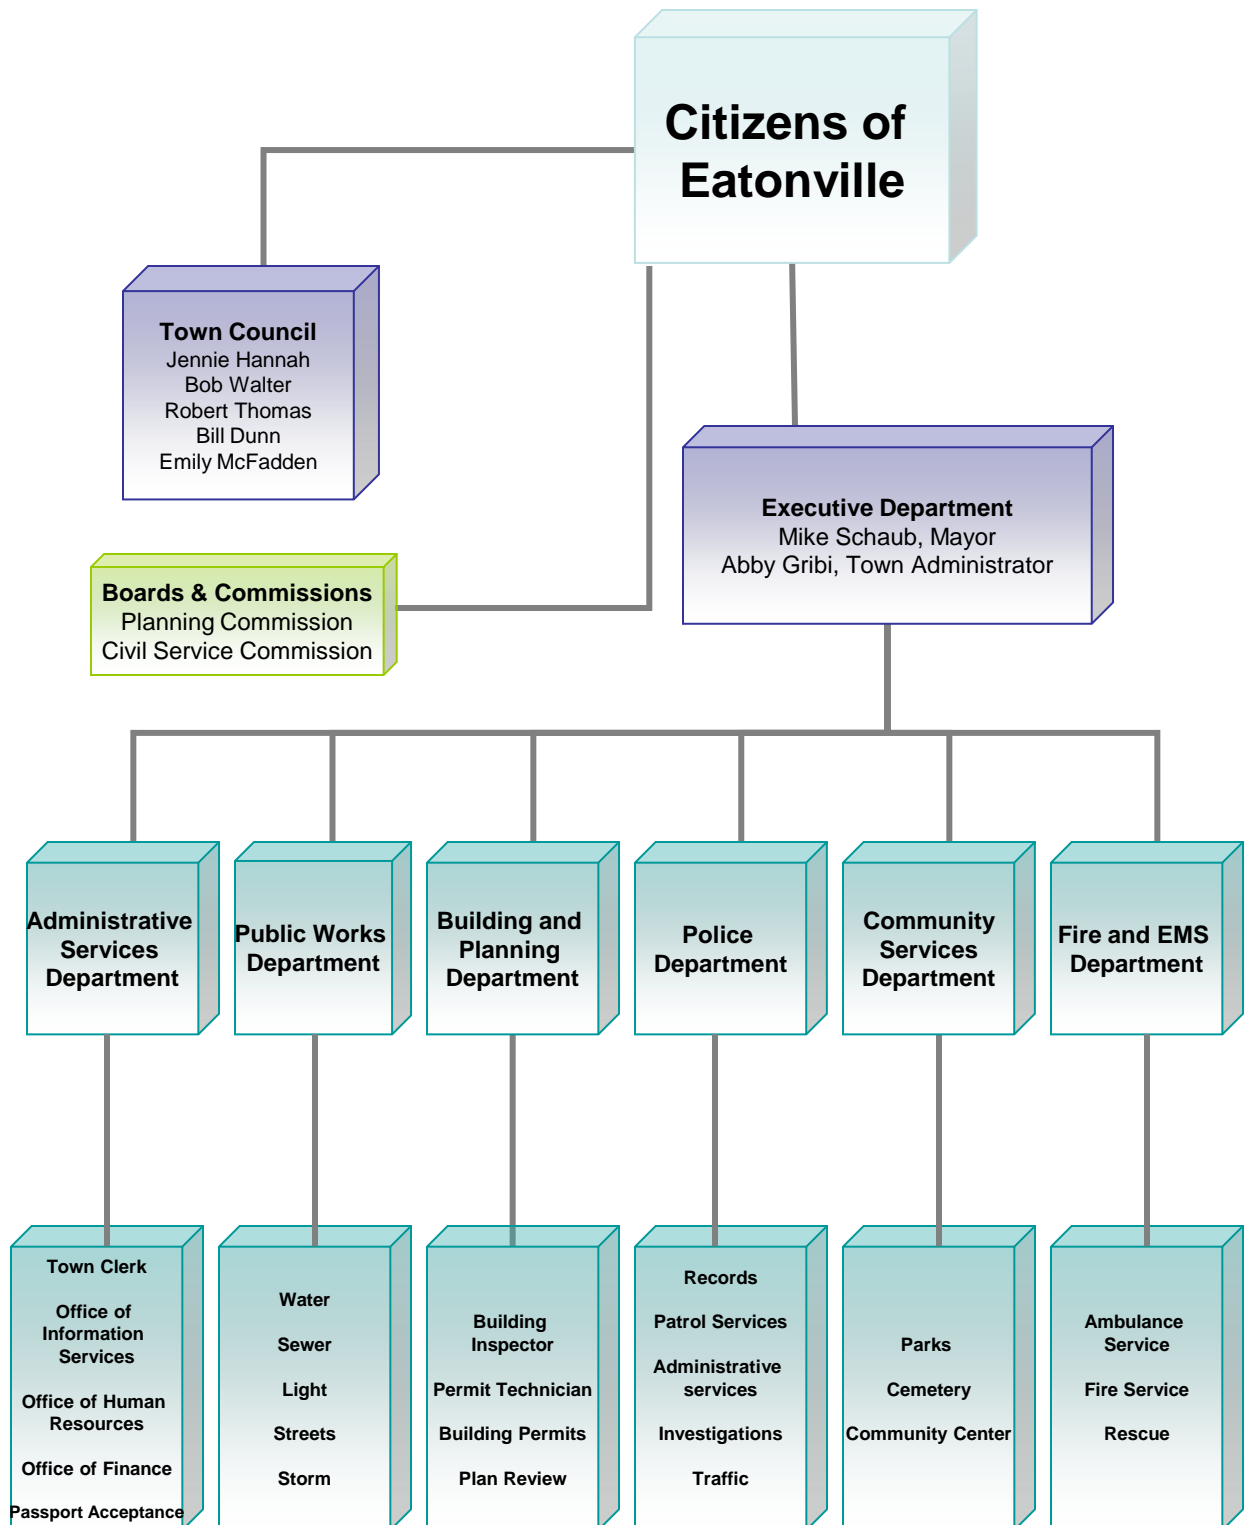 Citizens of
Eatonville
Town Council
Jennie Hannah
Bob Walter
Robert Thomas
Bill Dunn
Emily McFadden
Executive Department
Mike Schaub, Mayor
Abby Gribi, Town Administrator
Boards & Commissions
Planning Commission
Civil Service Commission
Administrative
Services
Department
Public Works
Department
Building and
Planning
Department
Police
Department
Community
Services
Department
Fire and EMS
Department
Town Clerk
Office of
Information
Services
Office of Human
Resources
Office of Finance
Passport Acceptance
Water
Sewer
Light
Streets
Storm
Building
Inspector
Permit Technician
Building Permits
Plan Review
Records
Patrol Services
Administrative
services
Investigations
Traffic
Parks
Cemetery
Community Center
Ambulance
Service
Fire Service
Rescue